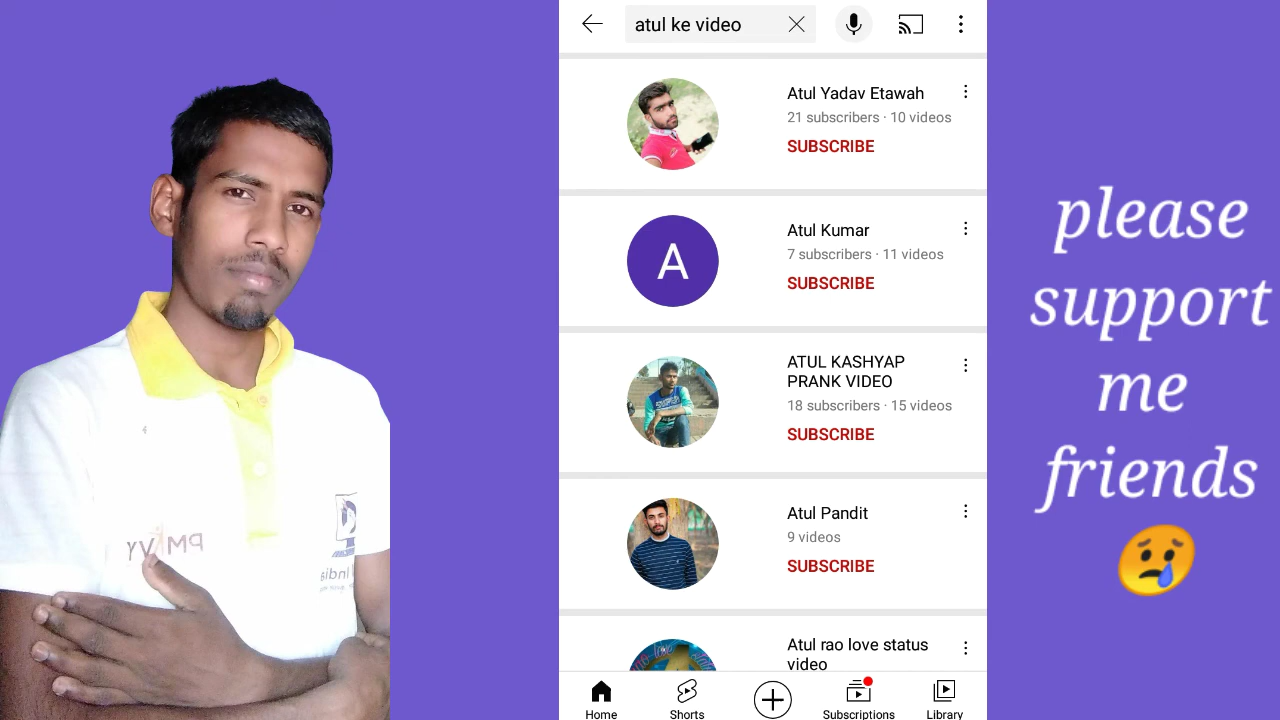 atul ke video
Atul Yadav Etawah
21 subscribers · 10 videos
SUBSCRIBE
A
Atul Kumar
7 subscribers · 11 videos
SUBSCRIBE
ATUL KASHYAP
PRANK VIDEO
18 subscribers · 15 videos
SUBSCRIBE
Atul Pandit
9 videos
SUBSCRIBE
Atul rao love status
video
Home
Shorts
Subscriptions
Library
please
support
me
friends
😢
PMKVY